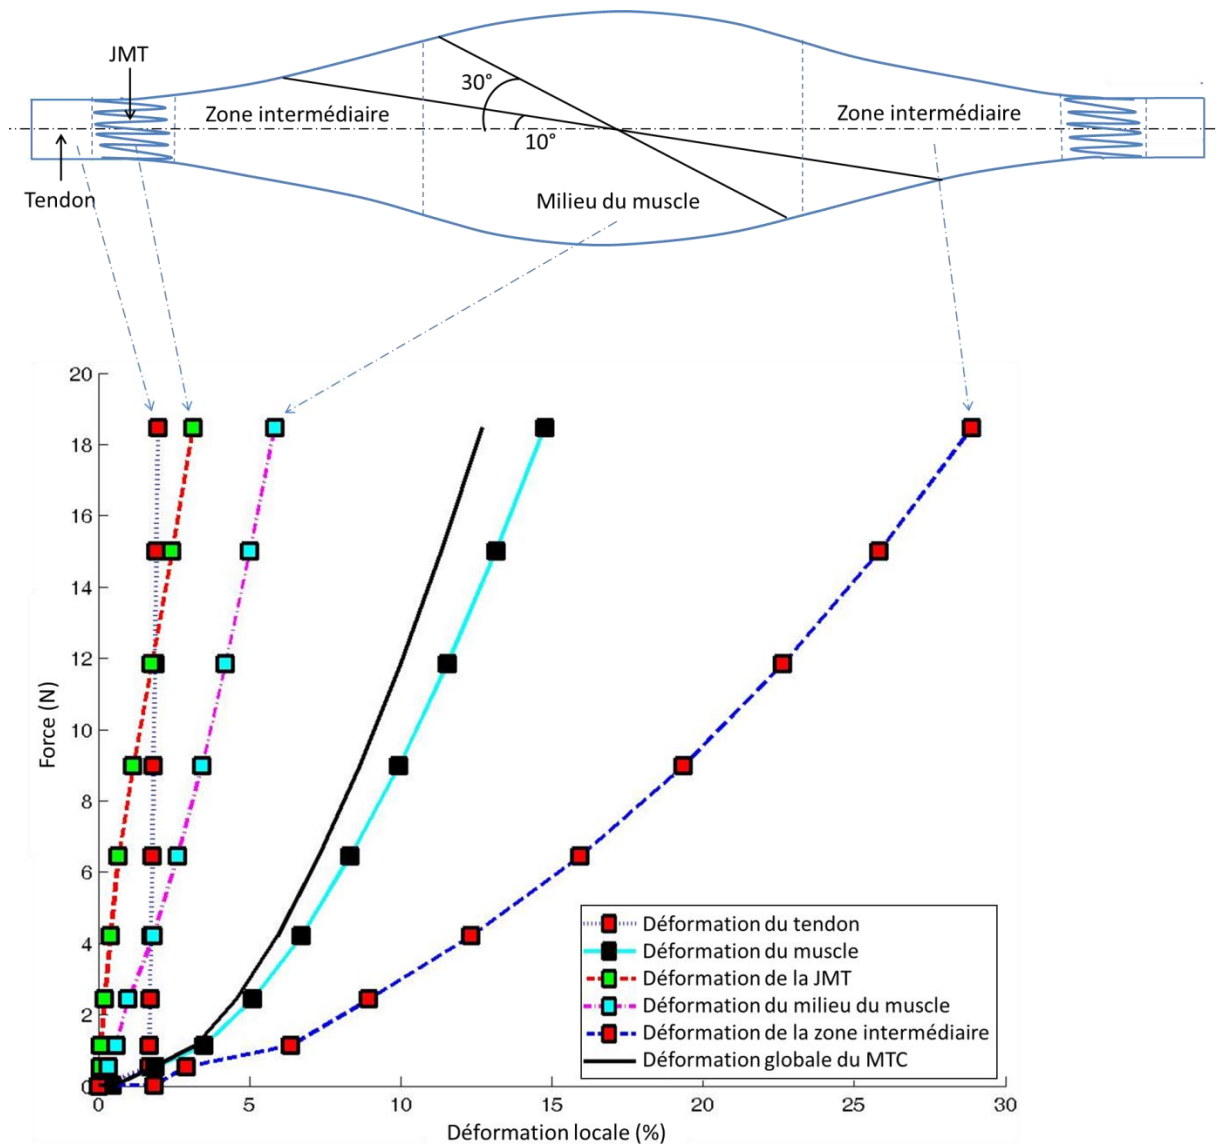 JMT
30°
Zone intermédiaire
Zone intermédiaire
10°
Tendon
Milieu du muscle
20
18
16
14
12
10
8
6
4
2
0
Force (N)
Déformation du tendon
Déformation du muscle
Déformation de la JMT
Déformation du milieu du muscle
Déformation de la zone intermédiaire
Déformation globale du MTC
0
5
10
15
20
25
30
Déformation locale (%)